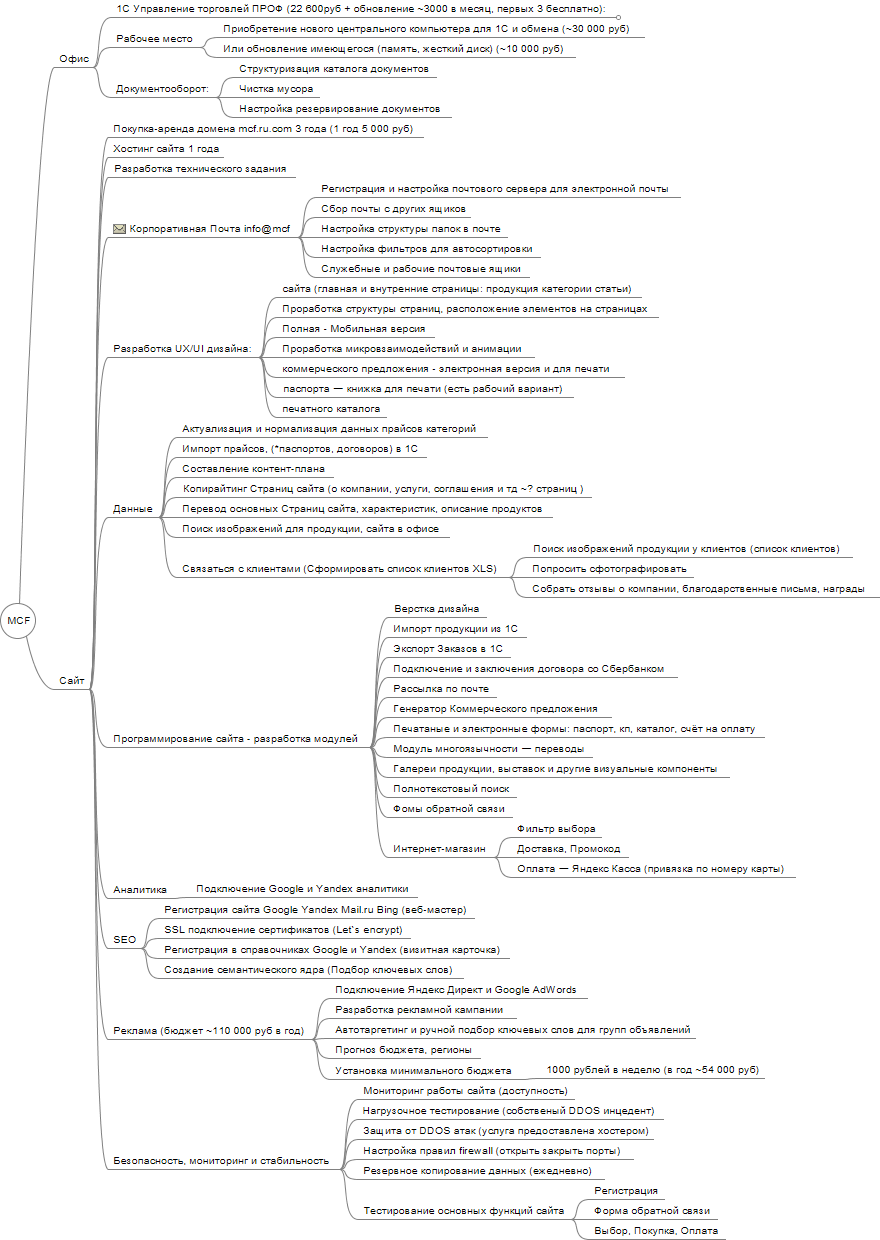 1С Управление торговлей ПРОФ (22 600руб + обновление ~3000 в месяц, первых 3 бесплатно):
Приобретение нового центрального компьютера для 1С и обмена (~30 000 руб)
Рабочее место
Или обновление имеющегося (память, жесткий диск) (~10 000 руб)
Офис
Структуризация каталога документов
Документооборот:
Чистка мусора
Настройка резервирование документов
Покупка-аренда домена mcf.ru.com 3 года (1 год 5 000 руб)
Хостинг сайта 1 года
Разработка технического задания
Регистрация и настройка почтового сервера для электронной почты
Сбор почты с других ящиков
Корпоративная Почта info@mcf
Настройка структуры папок в почте
Настройка фильтров для автосортировки
Служебные и рабочие почтовые ящики
сайта (главная и внутренние страницы: продукция категории статьи)
Проработка структуры страниц, расположение элементов на страницах
Полная - Мобильная версия
Разработка UX/UI дизайна:
Проработка микровзаимодействий и анимации
коммерческого предложения - электронная версия и для печати
паспорта — книжка для печати (есть рабочий вариант)
печатного каталога
Актуализация и нормализация данных прайсов категорий
Импорт прайсов, (*паспортов, договоров) в 1С
Составление контент-плана
Копирайтинг Страниц сайта (о компании, услуги, соглашения и тд ~? страниц )
Данные
Перевод основных Страниц сайта, характеристик, описание продуктов
Поиск изображений для продукции, сайта в офисе
Поиск изображений продукции у клиентов (список клиентов)
Связаться с клиентами (Сформировать список клиентов XLS)
Попросить сфотографировать
Собрать отзывы о компании, благодарственные письма, награды
MCF
Верстка дизайна
Импорт продукции из 1С
Экспорт Заказов в 1С
Подключение и заключения договора со Сбербанком
Сайт
Рассылка по почте
Генератор Коммерческого предложения
Печатаные и электронные формы: паспорт, кп, каталог, счёт на оплату
Программирование сайта - разработка модулей
Модуль многоязычности — переводы
Галереи продукции, выставок и другие визуальные компоненты
Полнотекстовый поиск
Фомы обратной связи
Фильтр выбора
Интернет-магазин
Доставка, Промокод
Оплата — Яндекс Касса (привязка по номеру карты)
Аналитика
Подключение Google и Yandex аналитики
Регистрация сайта Google Yandex Mail.ru Bing (веб-мастер)
SSL подключение сертификатов (Let`s encrypt)
SEO
Регистрация в справочниках Google и Yandex (визитная карточка)
Создание семантического ядра (Подбор ключевых слов)
Подключение Яндекс Директ и Google AdWords
Разработка рекламной кампании
Реклама (бюджет ~110 000 руб в год)
Автотаргетинг и ручной подбор ключевых слов для групп объявлений
Прогноз бюджета, регионы
Установка минимального бюджета
1000 рублей в неделю (в год ~54 000 руб)
Мониторинг работы сайта (доступность)
Нагрузочное тестирование (собственый DDOS инцедент)
Защита от DDOS атак (услуга предоставлена хостером)
Настройка правил firewall (открыть закрыть порты)
Безопасность, мониторинг и стабильность
Резервное копирование данных (ежедневно)
Регистрация
Тестирование основных функций сайта
Форма обратной связи
Выбор, Покупка, Оплата